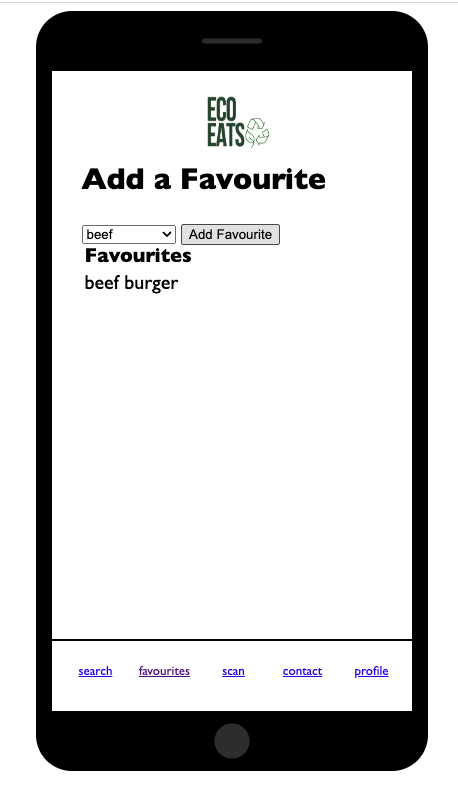 ECO
EATS
Add a Favourite
beef Add Favourite
Favourites
beef burger
search favourites scan contact profile